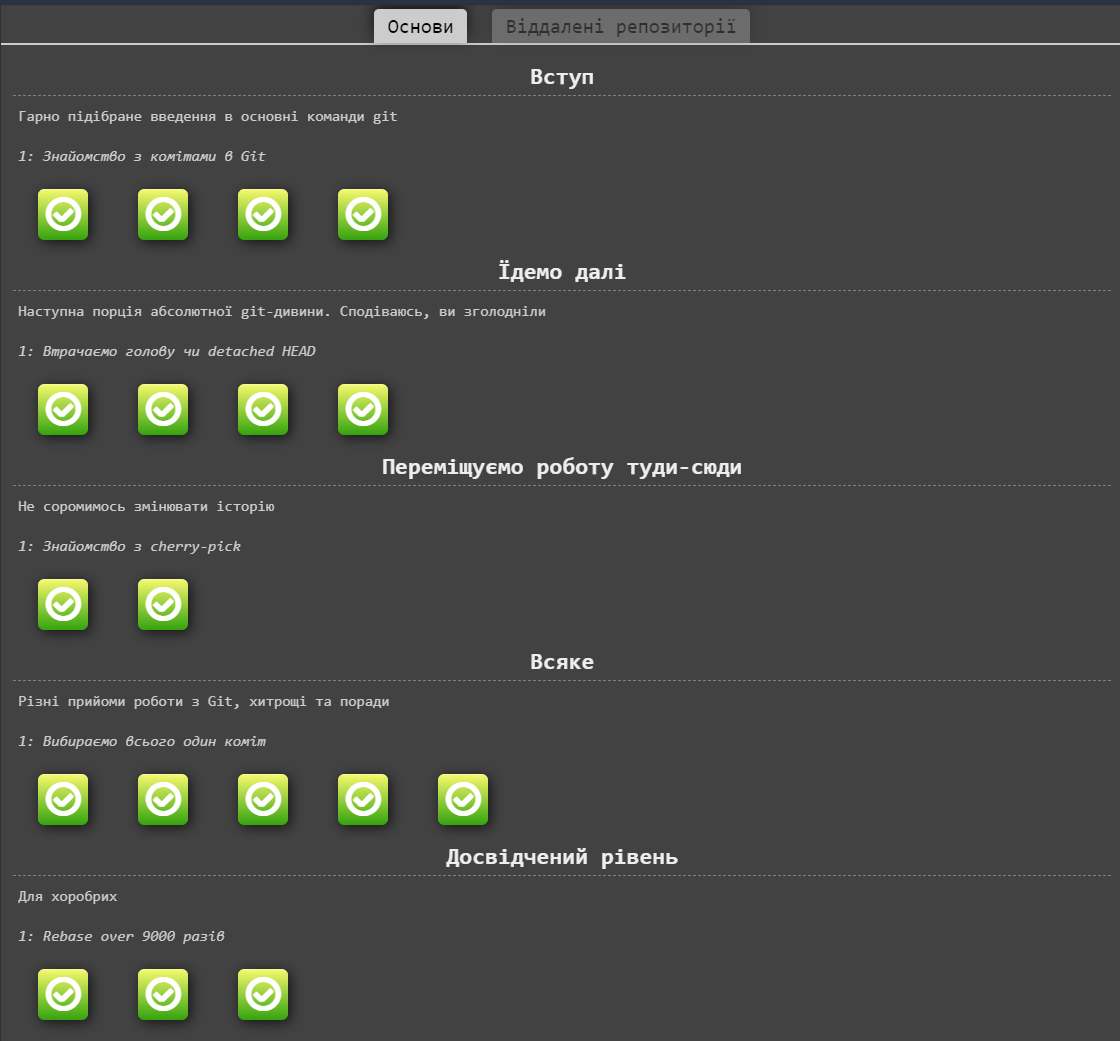 Основи Віддалені репозиторії
Вступ
Гарно підібране введення в основні команди git
1: Знайомство з комітами в Git
Їдемо далі
Наступна порція абсолютної git-дивини. Сподіваюсь, ви зголодніли
1: Втрачаємо голову чи detached HEAD
Переміщуємо роботу туди-сюди
Не соромимось змінювати історію
1: Знайомство з cherry-pick
Всяке
Різні прийоми роботи з Git, хитрощі та поради
1: Вибираємо всього один коміт
Досвідчений рівень
Для хоробрих
1: Rebase over 9000 разів